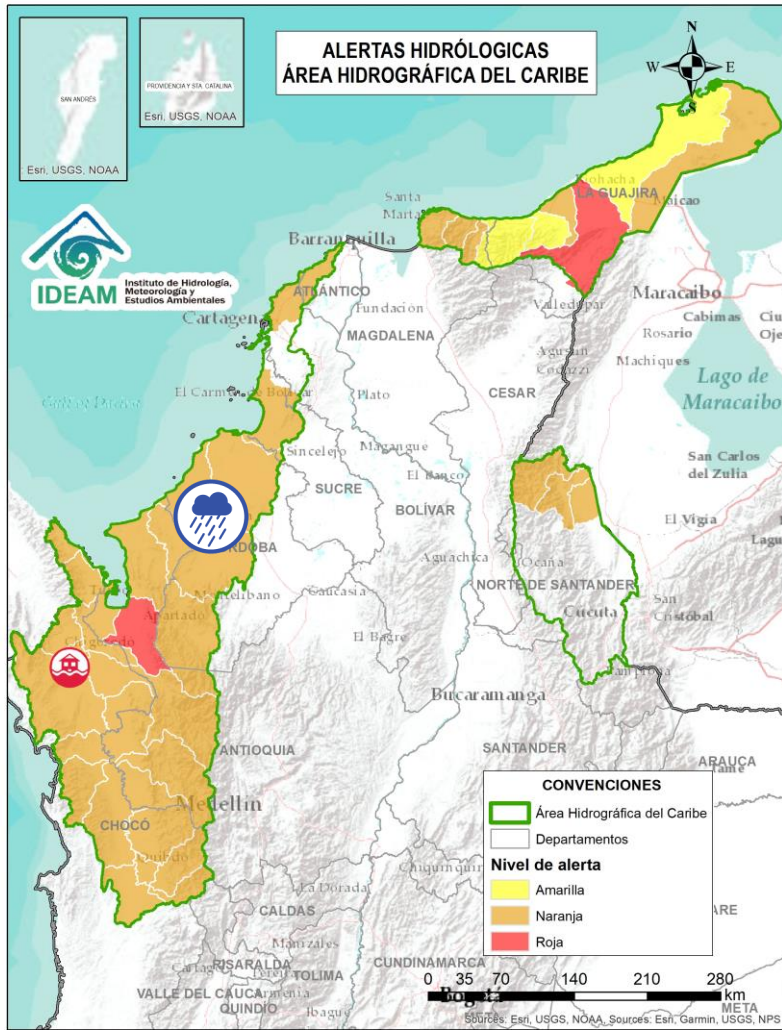 SAN ANDRÉS
Esri, USGS, NOAA
PROVIDENCIA Y STA. CATALINA
Esri, USGS, NOAA
ALERTAS HIDRÓLOGICAS
ÁREA HIDROGRÁFICA DEL CARIBE
N
W E
S
IDEAM
Instituto de Hidrología,
Meteorología y
Estudios Ambientales
Santa
Marta
Riohacha
LA GUAJIRA
Maicao
Barranquilla
ATLÁNTICO
Cartagena
Fundación
MAGDALENA
Valledupar
Maracaibo
Cabimas
Rosario
Machiques
Agustín
Codazzi
CESAR
Lago de
Maracaibo
El Carmen de Bolívar
Plato
Sincelejo
Magangue
SUCRE
El Banco
BOLÍVAR
San Carlos
del Zulia
El Vigía
Aguachica
Ocaña
NORTE DE SANTANDER
Cucuta
San
Cristóbal
Pamplona
Caucasia
El Bagre
Apartado
Bucaramanga
ANTIOQUIA
SANTANDER
ARAUCA
Medellín
CHOCÓ
Quibdó
La Dorada
CALDAS
Manizales
RISARALDA
TOLIMA
CUNDINAMARCA
VALLE DEL CAUCA
Armenia
QUINDÍO
Ibague
Bogotá
META
CONVENCIONES
Área Hidrográfica del Caribe
Departamentos
Nivel de alerta
Amarilla
Naranja
Roja
0 35 70 140 210 280
km
Sources: Esri, USGS, NOAA, Sources: Esri, Garmin, USGS, NPS